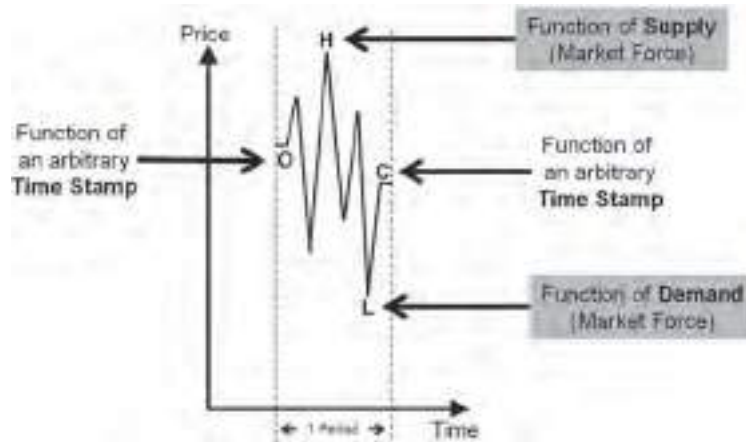 Price
H
Function of Supply
(Market Force)
Function of
an arbitrary
Time Stamp
O
C
Function of
an arbitrary
Time Stamp
L
Function of Demand
(Market Force)
1 Period
Time